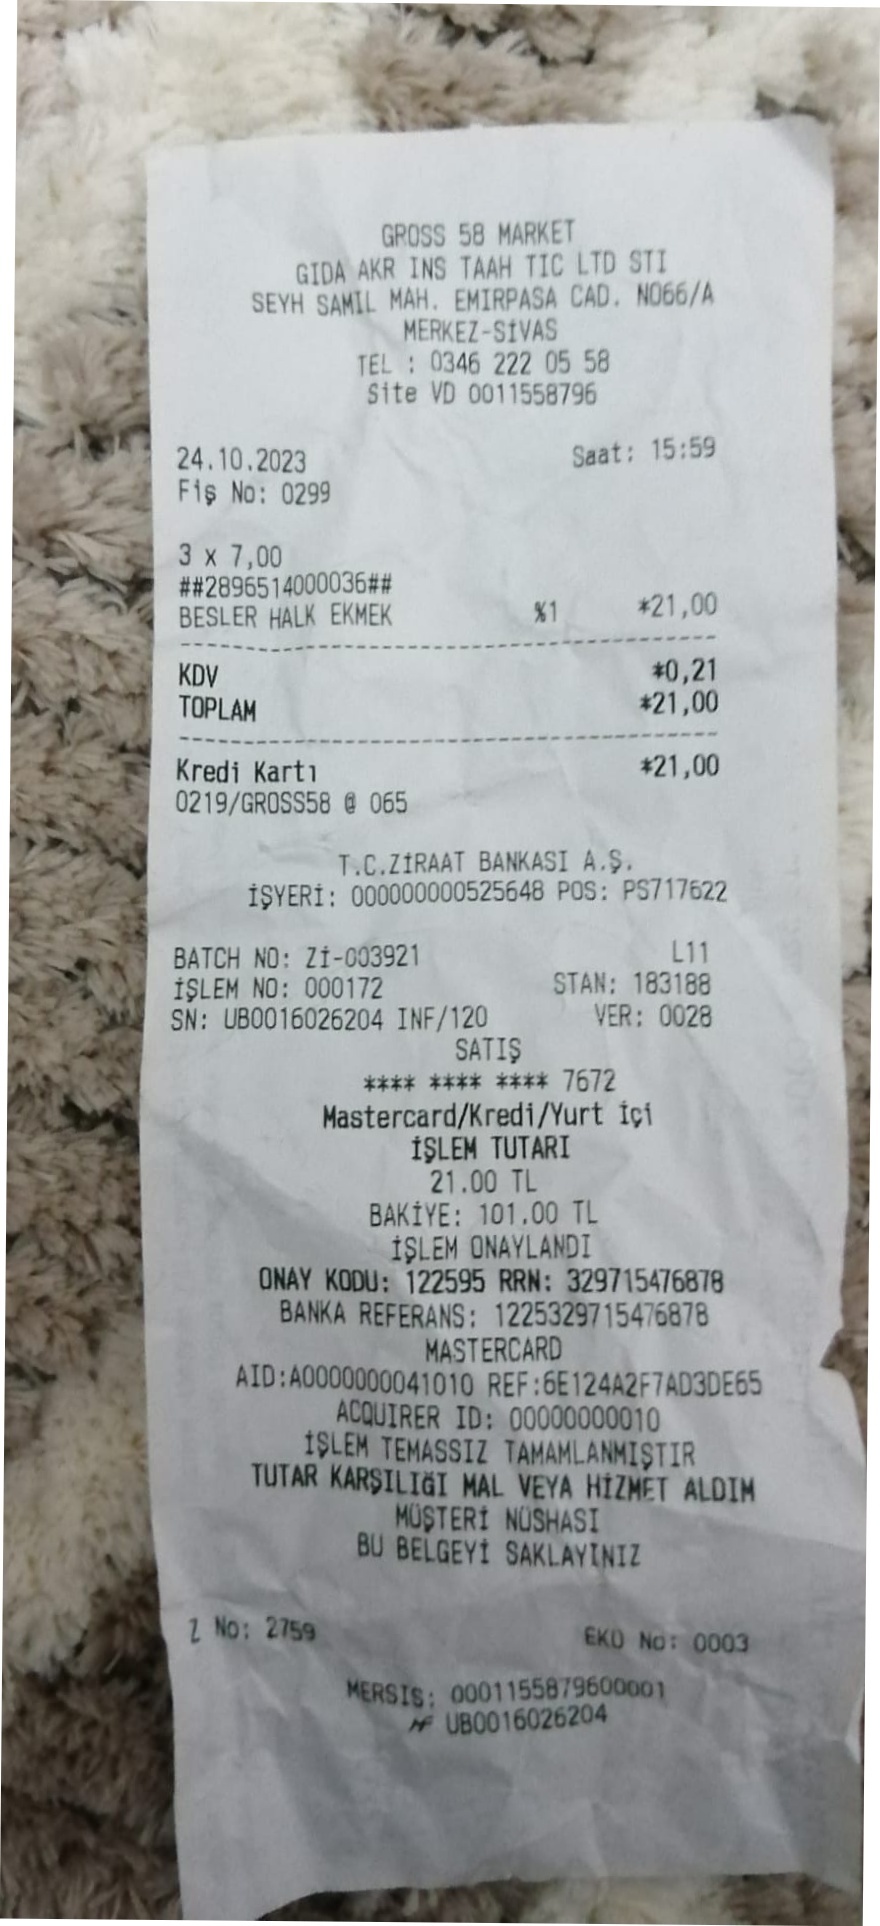 GROSS 58 MARKET
GIDA AKR INS TAAH TIC LTD STI
SEYH SAMIL MAH. EMIRPASA CAD. NO66/A
MERKEZ-SİVAS
TEL : 0346 222 05 58
Site VD 0011558796
24.10.2023 Saat: 15:59
Fiş No: 0299
3 x 7,00
##2896514000036##
BESLER HALK EKMEK %1 *21,00
KDV *0,21
TOPLAM *21,00
Kredi Kartı *21,00
0219/GROSS58 @ 065
T.C.ZİRAAT BANKASI A.Ş.
İŞYERİ: 000000000525648 POS: PS717622
BATCH NO: Zİ-003921 L11
İŞLEM NO: 000172 STAN: 183188
SN: UB0016026204 INF/120 VER: 0028
SATIŞ
**** **** **** 7672
Mastercard/Kredi/Yurt İçi
İŞLEM TUTARI
21.00 TL
BAKİYE: 101.00 TL
İŞLEM ONAYLANDI
ONAY KODU: 122595 RRN: 329715476878
BANKA REFERANS: 1225329715476878
MASTERCARD
AID:A0000000041010 REF:6E124A2F7AD3DE65
ACQUIRER ID: 00000000010
İŞLEM TEMASSIZ TAMAMLANMIŞTIR
TUTAR KARŞILIĞI MAL VEYA HİZMET ALDIM
MÜŞTERİ NÜSHASI
BU BELGEYİ SAKLAYINIZ
Z No: 2759 EKÜ No: 0003
MERSIS: 0001155879600001
MF UB0016026204